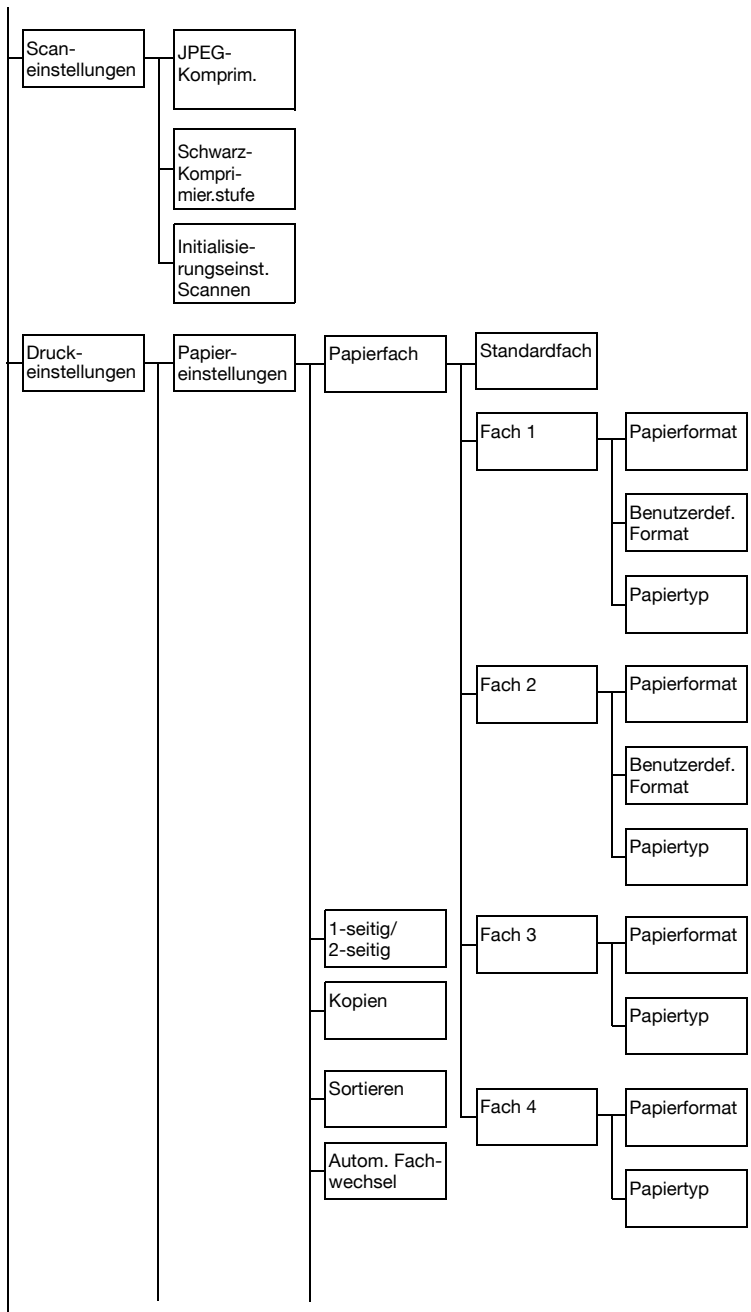 Scan-
einstellungen
JPEG-
Komprim.
Schwarz-
Kompri-
mier.stufe
Initialisie-
rungseinst.
Scannen
Druck-
einstellungen
Papier-
einstellungen
Papierfach
Standardfach
Fach 1
Papierformat
Benutzerdef.
Format
Papiertyp
Fach 2
Papierformat
Benutzerdef.
Format
Papiertyp
1-seitig/
2-seitig
Fach 3
Papierformat
Kopien
Papiertyp
Sortieren
Fach 4
Papierformat
Autom. Fach-
wechsel
Papiertyp